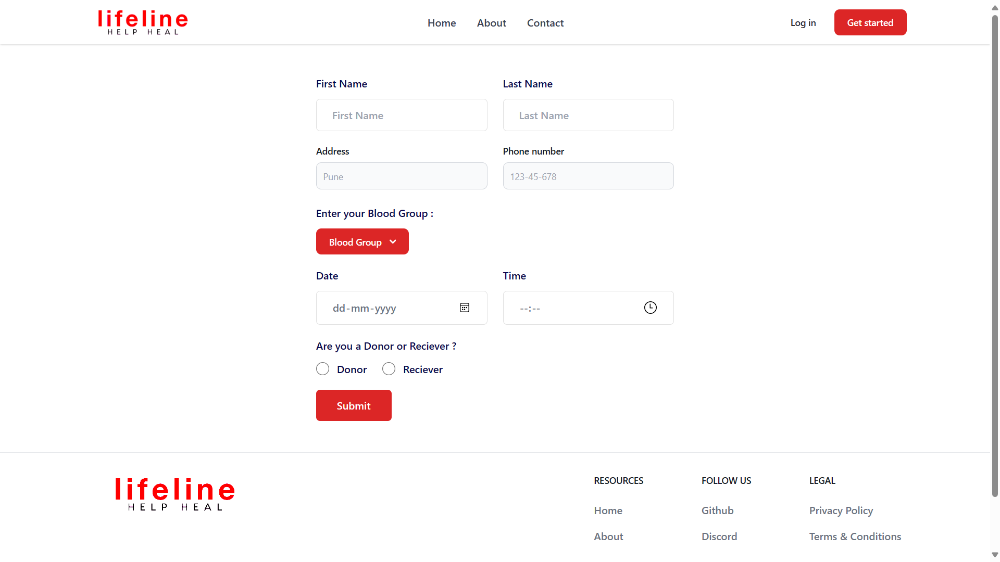 lifeline
HELP HEAL
Home About Contact
Log in
Get started
First Name Last Name
First Name Last Name
Address Phone number
Pune 123-45-678
Enter your Blood Group :
Blood Group
Date Time
dd-mm-yyyy --:--
Are you a Donor or Reciever ?
Donor Reciever
Submit
lifeline
HELP HEAL
RESOURCES FOLLOW US LEGAL
Home Github Privacy Policy
About Discord Terms & Conditions